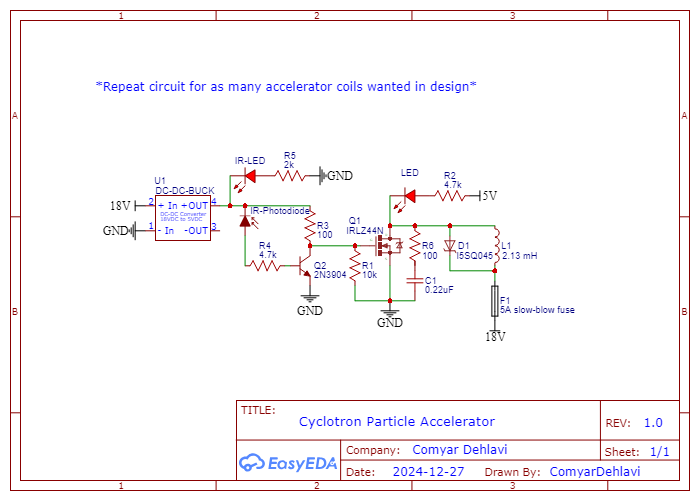 1 2 3
*Repeat circuit for as many accelerator coils wanted in design*
A A
IR-LED
R5
2k
GND
U1
DC-DC-BUCK
18V
2 + In +OUT 4
DC-DC Converter
18VDC to 5VDC
GND
1 - In -OUT 3
IR-Photodiode
R3
100
R4
4.7k
Q2
2N3904
GND
LED
R2
4.7k
5V
Q1
IRLZ44N
R1
10k
R6
100
C1
0.22uF
GND
D1
I5SQ045
L1
2.13 mH
F1
5A slow-blow fuse
18V
B B
TITLE:
Cyclotron Particle Accelerator
REV: 1.0
EasyEDA
Company: Comyar Dehlavi
Sheet: 1/1
Date: 2024-12-27 Drawn By: ComyarDehlavi
1 2 3